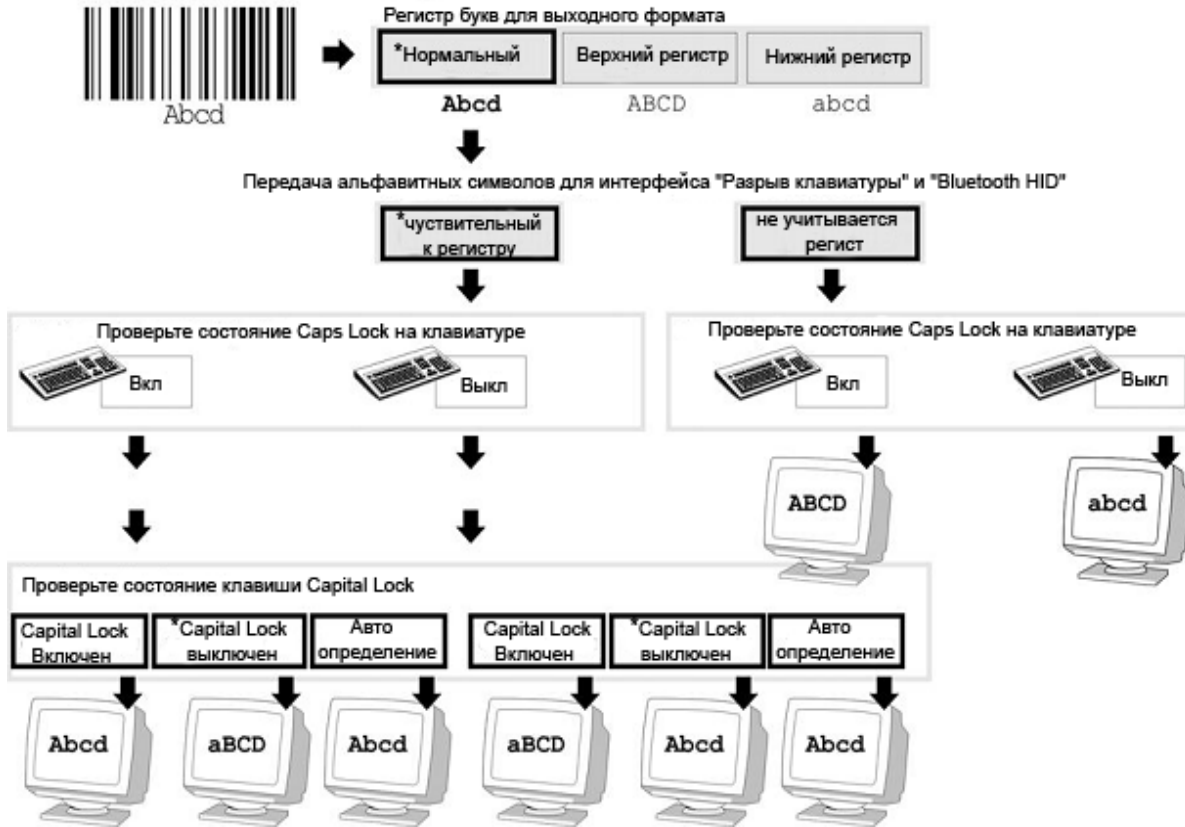 Регистр букв для выходного формата
*Нормальный
Верхний регистр
Нижний регистр
Abcd
Abcd
ABCD
abcd
Передача альфавитных символов для интерфейса "Разрыв клавиатуры" и "Bluetooth HID"
*чуствительный
к регистру
не учитывается
регист
Проверьте состояние Caps Lock на клавиатуре
Вкл
Выкл
Проверьте состояние Caps Lock на клавиатуре
Вкл
Выкл
ABCD
abcd
Проверьте состояние клавиши Capital Lock
Capital Lock
Включен
*Capital Lock
выключен
Авто
определение
Capital Lock
Включен
*Capital Lock
выключен
Авто
определение
Abcd
aBCD
Abcd
aBCD
Abcd
Abcd